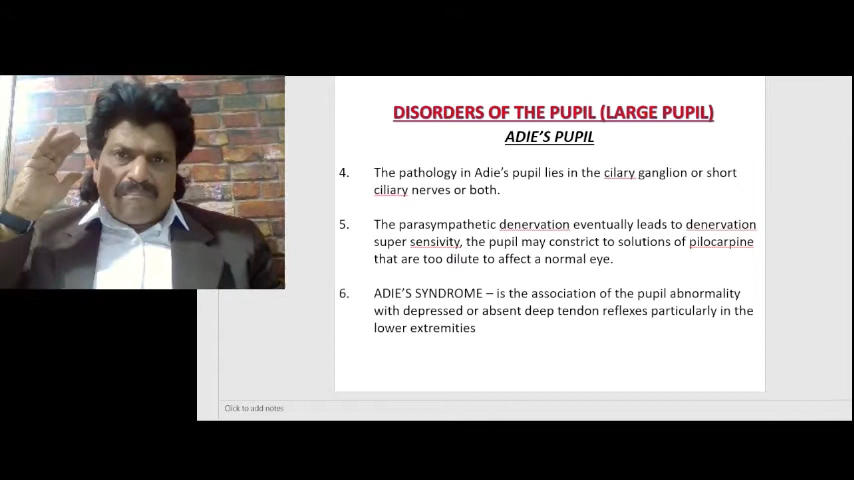 DISORDERS OF THE PUPIL (LARGE PUPIL)
ADIE'S PUPIL
4. The pathology in Adie's pupil lies in the cilary ganglion or short
ciliary nerves or both.
5. The parasympathetic denervation eventually leads to denervation
super sensivity, the pupil may constrict to solutions of pilocarpine
that are too dilute to affect a normal eye.
6. ADIE'S SYNDROME – is the association of the pupil abnormality
with depressed or absent deep tendon reflexes particularly in the
lower extremities
Click to add notes